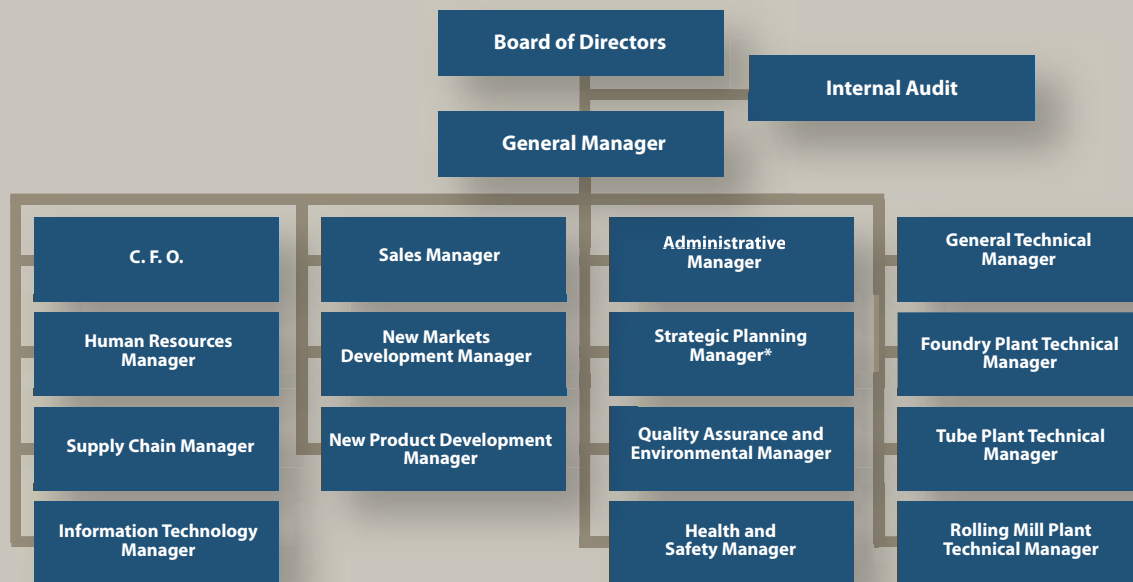 Board of Directors
Internal Audit
General Manager
C. F. O.
Sales Manager
Administrative
Manager
General Technical
Manager
Human Resources
Manager
New Markets
Development Manager
Strategic Planning
Manager*
Foundry Plant Technical
Manager
Supply Chain Manager
New Product Development
Manager
Quality Assurance and
Environmental Manager
Tube Plant Technical
Manager
Information Technology
Manager
Health and
Safety Manager
Rolling Mill Plant
Technical Manager